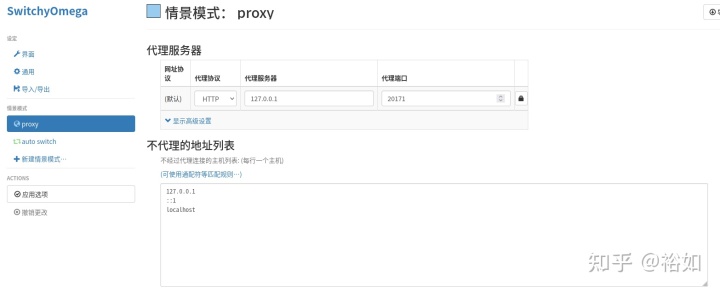 SwitchyOmega
设定
界面
通用
导入/导出
情景模式
proxy
auto switch
新建情景模式…
ACTIONS
应用选项
撤销更改
情景模式： proxy
代理服务器
网址协议 代理协议 代理服务器 代理端口
(默认) HTTP 127.0.0.1 20171
显示高级设置
不代理的地址列表
不经过代理连接的主机列表: (每行一个主机)
(可使用通配符等匹配规则…)
127.0.0.1
::1
localhost
知乎 @裕如